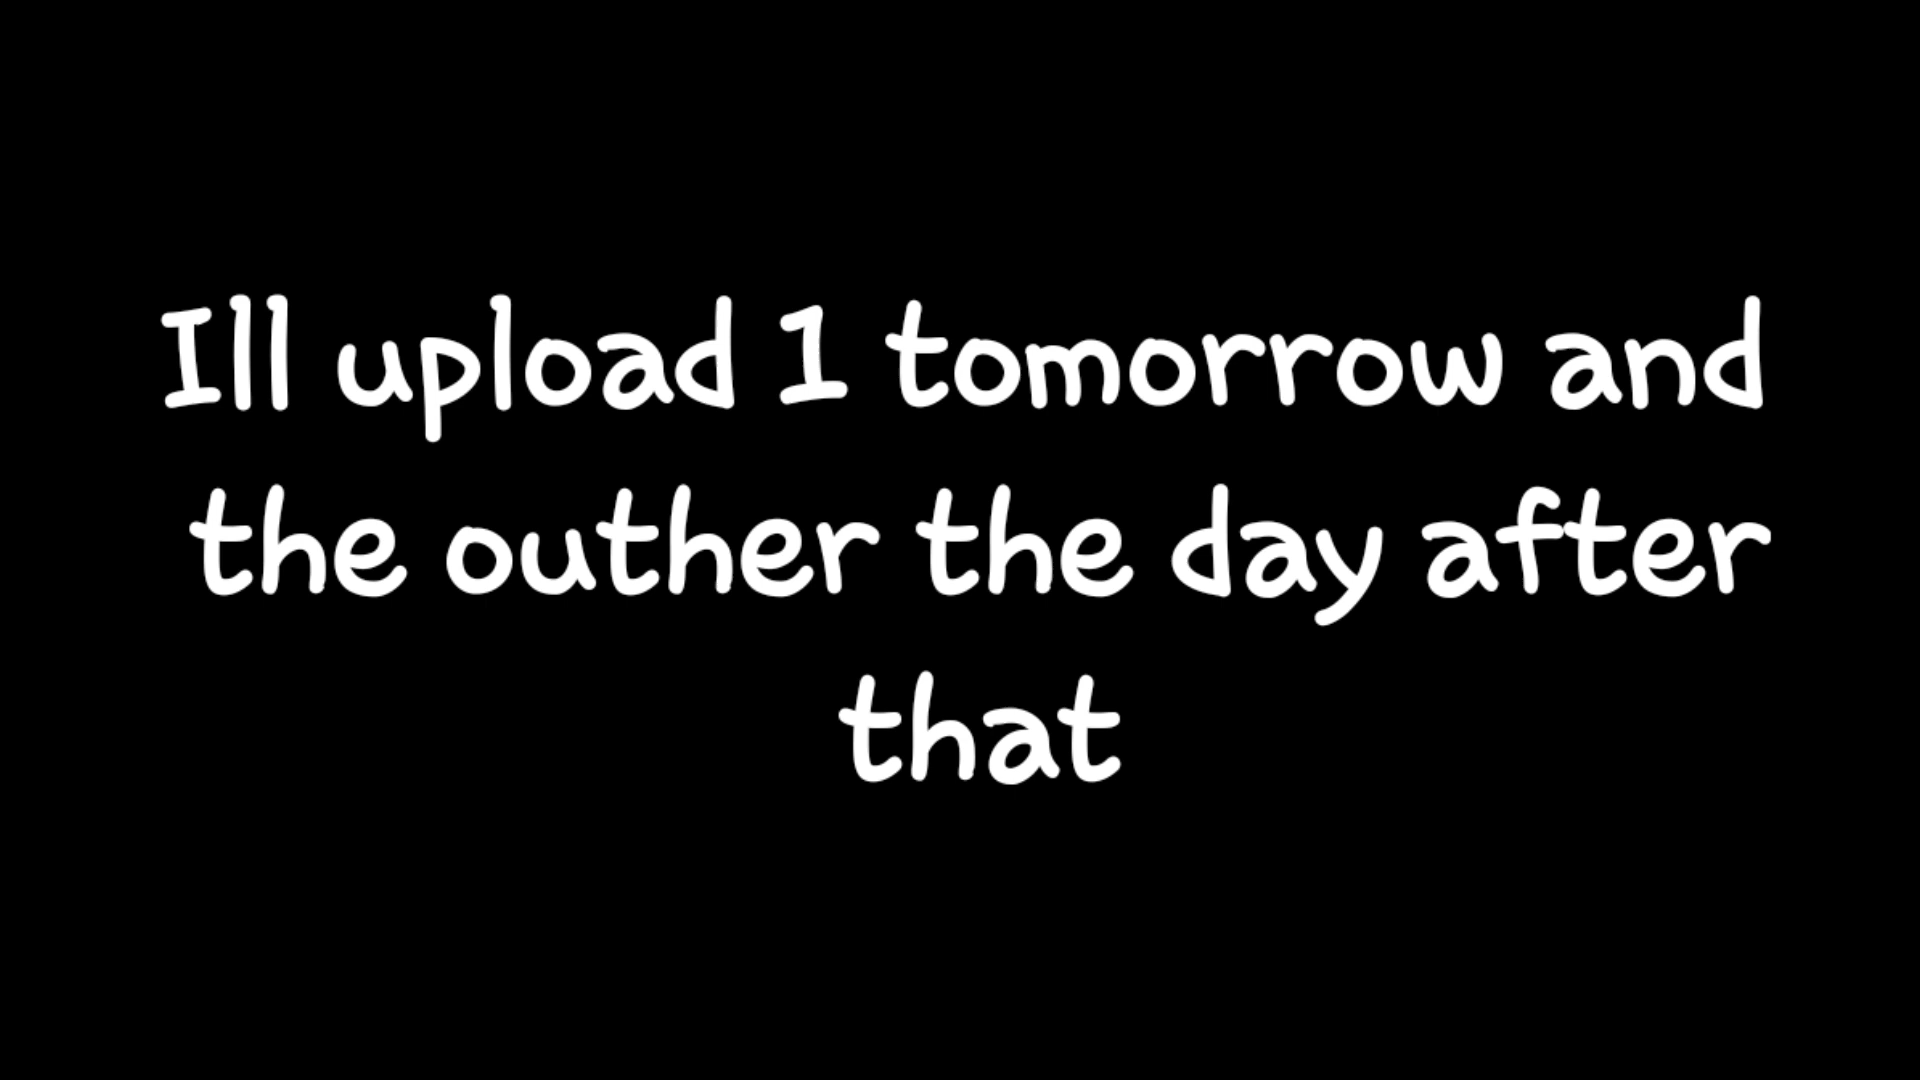 Ill upload 1 tomorrow and
the outher the day after
that